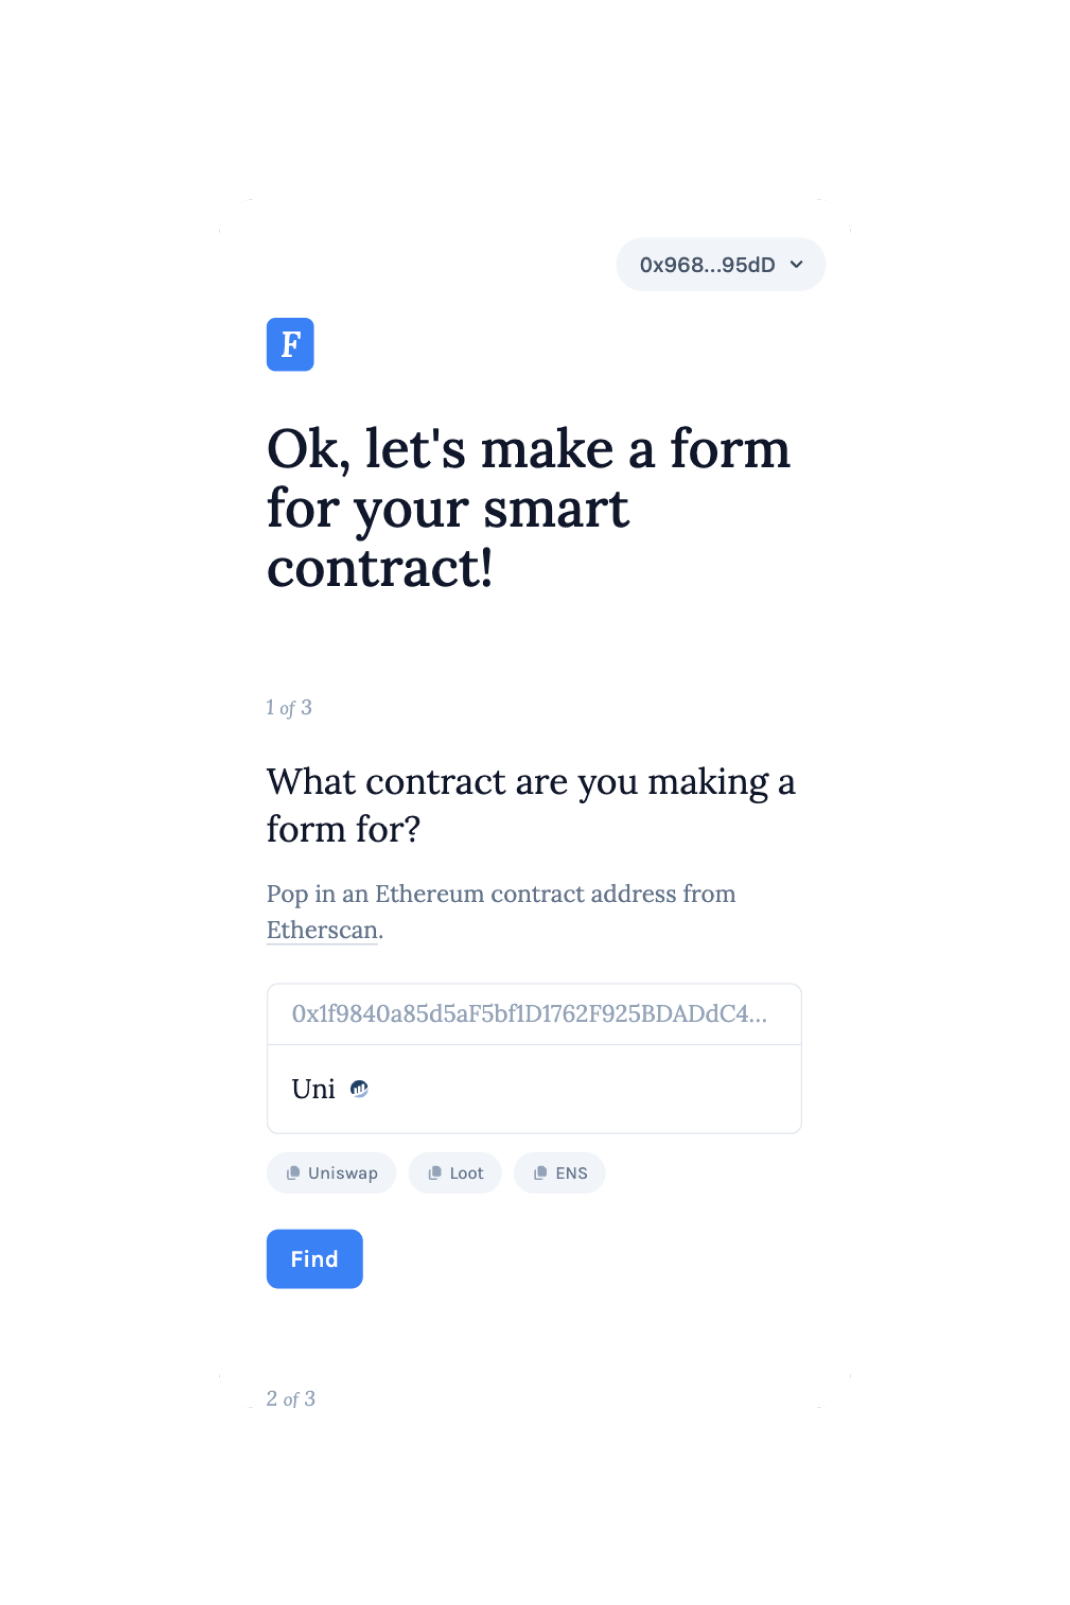 0x968...95dD
F
Ok, let's make a form
for your smart
contract!
1 of 3
What contract are you making a
form for?
Pop in an Ethereum contract address from
Etherscan.
0x1f9840a85d5aF5bf1D1762F925BDADdC4...
Uni
Uniswap
Loot
ENS
Find
2 of 3